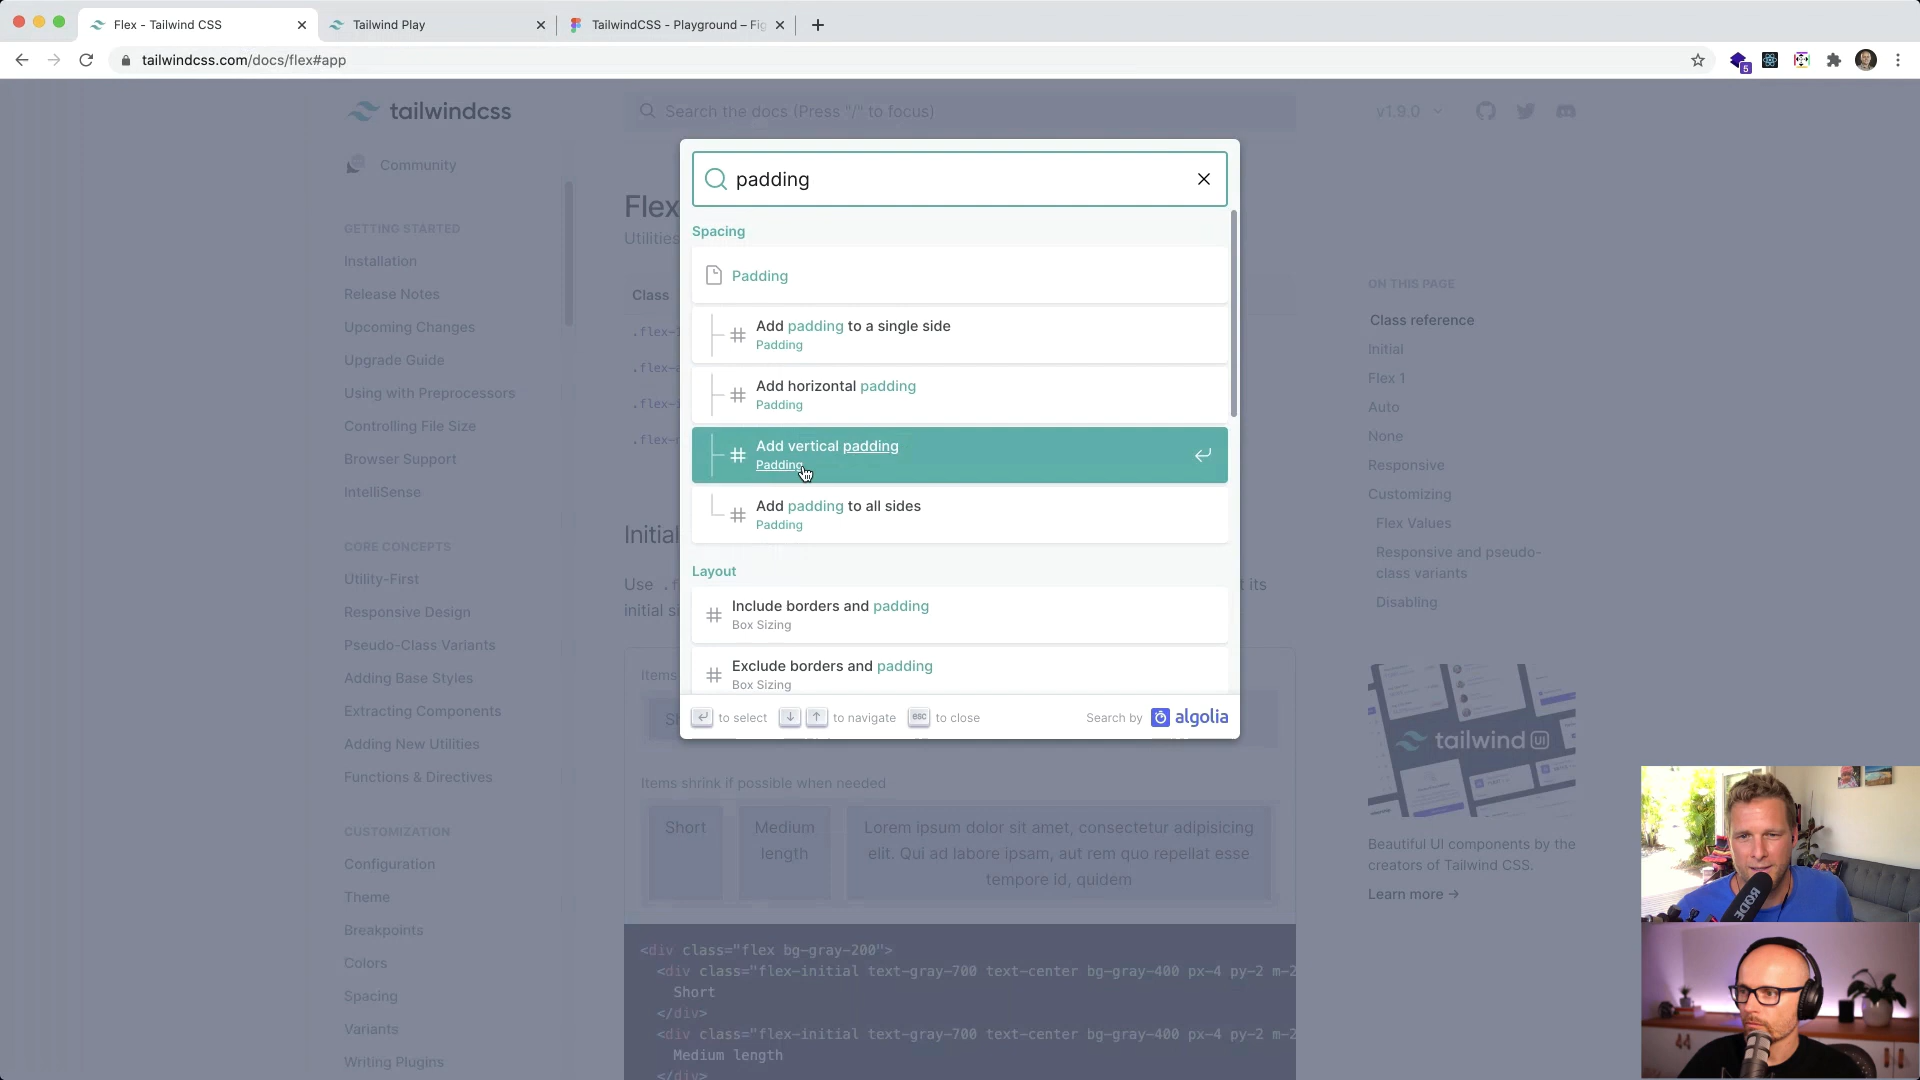 Flex - Tailwind CSS
Tailwind Play
TailwindCSS - Playground – Fig
tailwindcss.com/docs/flex#app
5
tailwindcss
Search the docs (Press "/" to focus)
v1.9.0
Community
GETTING STARTED
Installation
Release Notes
Upcoming Changes
Upgrade Guide
Using with Preprocessors
Controlling File Size
Browser Support
IntelliSense
CORE CONCEPTS
Utility-First
Responsive Design
Pseudo-Class Variants
Adding Base Styles
Extracting Components
Adding New Utilities
Functions & Directives
CUSTOMIZATION
Configuration
Theme
Breakpoints
Colors
Spacing
Variants
Writing Plugins
Flex
Utilities
Class
padding
Spacing
Padding
Add padding to a single side
Padding
Add horizontal padding
Padding
Add vertical padding
Padding
Add padding to all sides
Padding
Layout
Include borders and padding
Box Sizing
Exclude borders and padding
Box Sizing
to select
to navigate
esc to close
Search by algolia
Initial
Use
t its
initial
Items
Items shrink if possible when needed
Short
Medium length
Lorem ipsum dolor sit amet, consectetur adipisicing
elit. Qui ad labore ipsam, aut rem quo repellat esse
tempore id, quidem
<div class="flex bg-gray-200">
<div class="flex-initial text-gray-700 text-center bg-gray-400 px-4 py-2 m-2
Short
</div>
<div class="flex-initial text-gray-700 text-center bg-gray-400 px-4 py-2 m-2
Medium length
</div>
ON THIS PAGE
Class reference
Initial
Flex 1
Auto
None
Responsive
Customizing
Flex Values
Responsive and pseudo-
class variants
Disabling
tailwind UI
Beautiful UI components by the
creators of Tailwind CSS.
Learn more →
RØDE